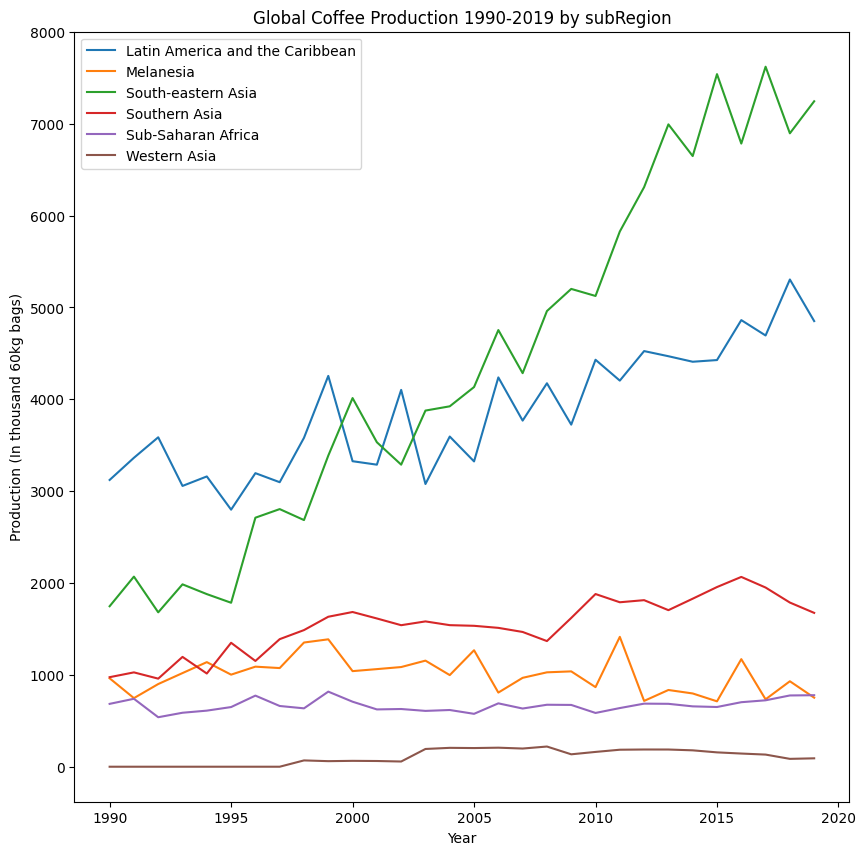 Global Coffee Production 1990-2019 by subRegion
Latin America and the Caribbean
Melanesia
South-eastern Asia
Southern Asia
Sub-Saharan Africa
Western Asia
Production (In thousand 60kg bags)
8000
7000
6000
5000
4000
3000
2000
1000
0
1990
1995
2000
2005
2010
2015
2020
Year